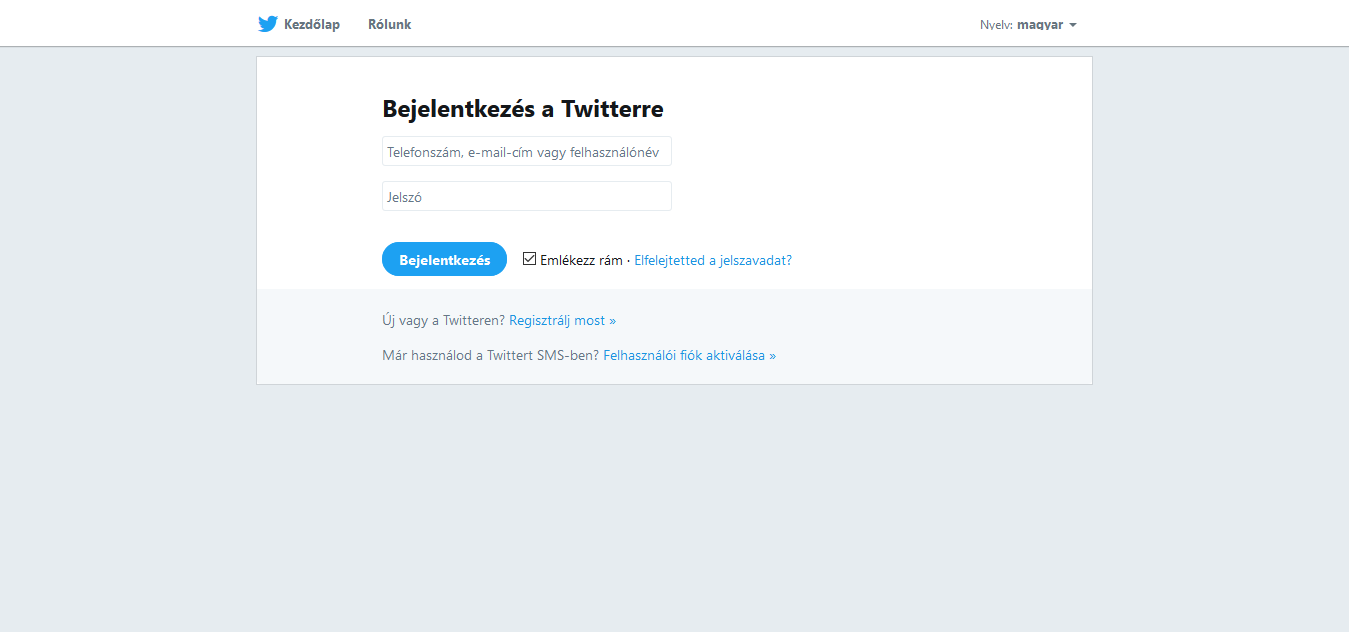 Kezdőlap Rólunk Nyelv: magyar
Bejelentkezés a Twitterre
Telefonszám, e-mail-cím vagy felhasználónév
Jelszó
Bejelentkezés Emlékezz rám · Elfelejtetted a jelszavadat?
Új vagy a Twitteren? Regisztrálj most »
Már használod a Twittert SMS-ben? Felhasználói fiók aktiválása »